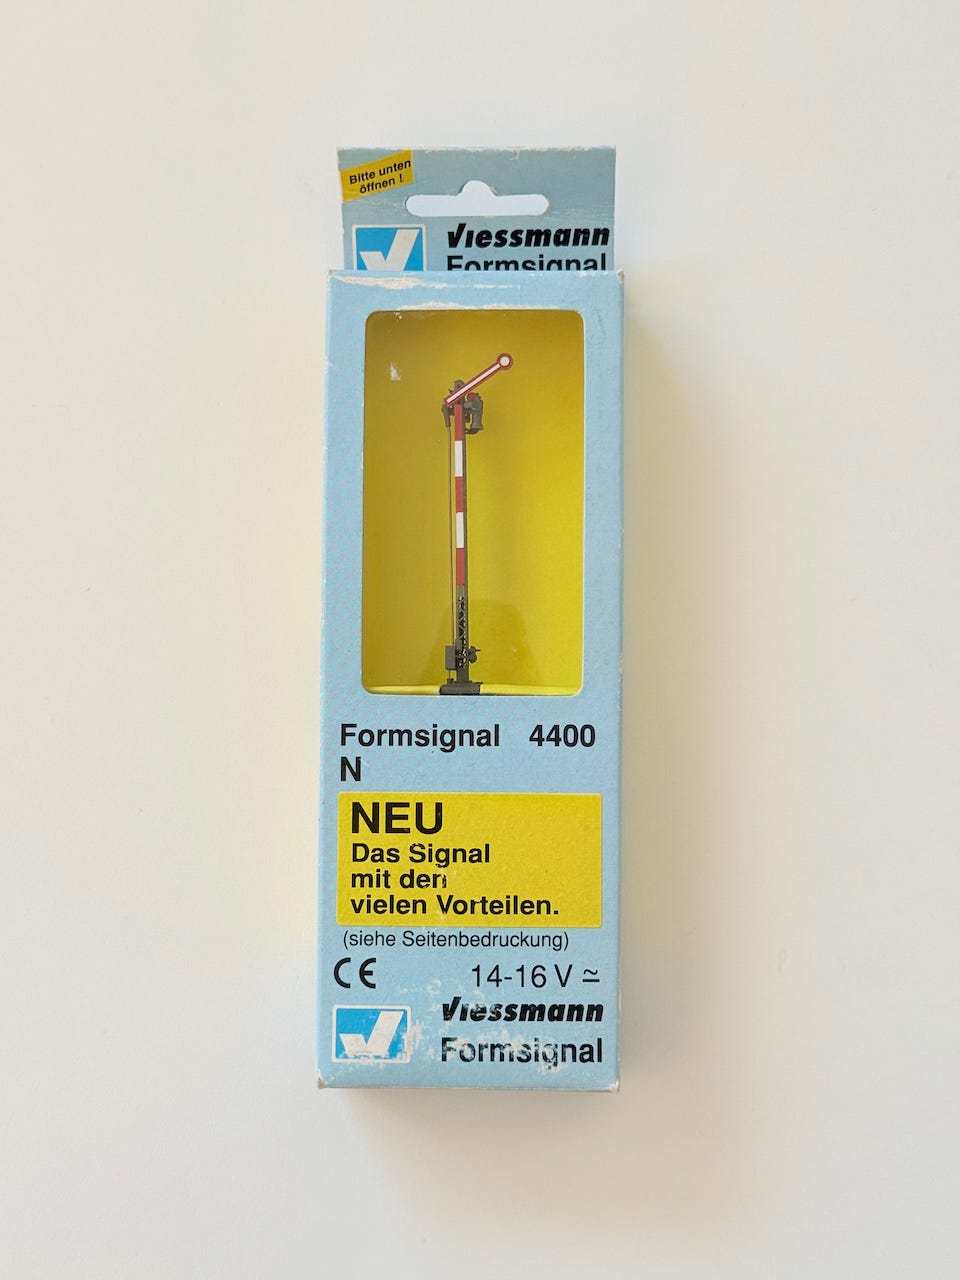 Bitte unten
öffnen !
Viessmann
Formsignal
Formsignal 4400
N
NEU
Das Signal
mit den
vielen Vorteilen.
(siehe Seitenbedruckung)
CE 14-16 V ≃
Viessmann
Formsignal